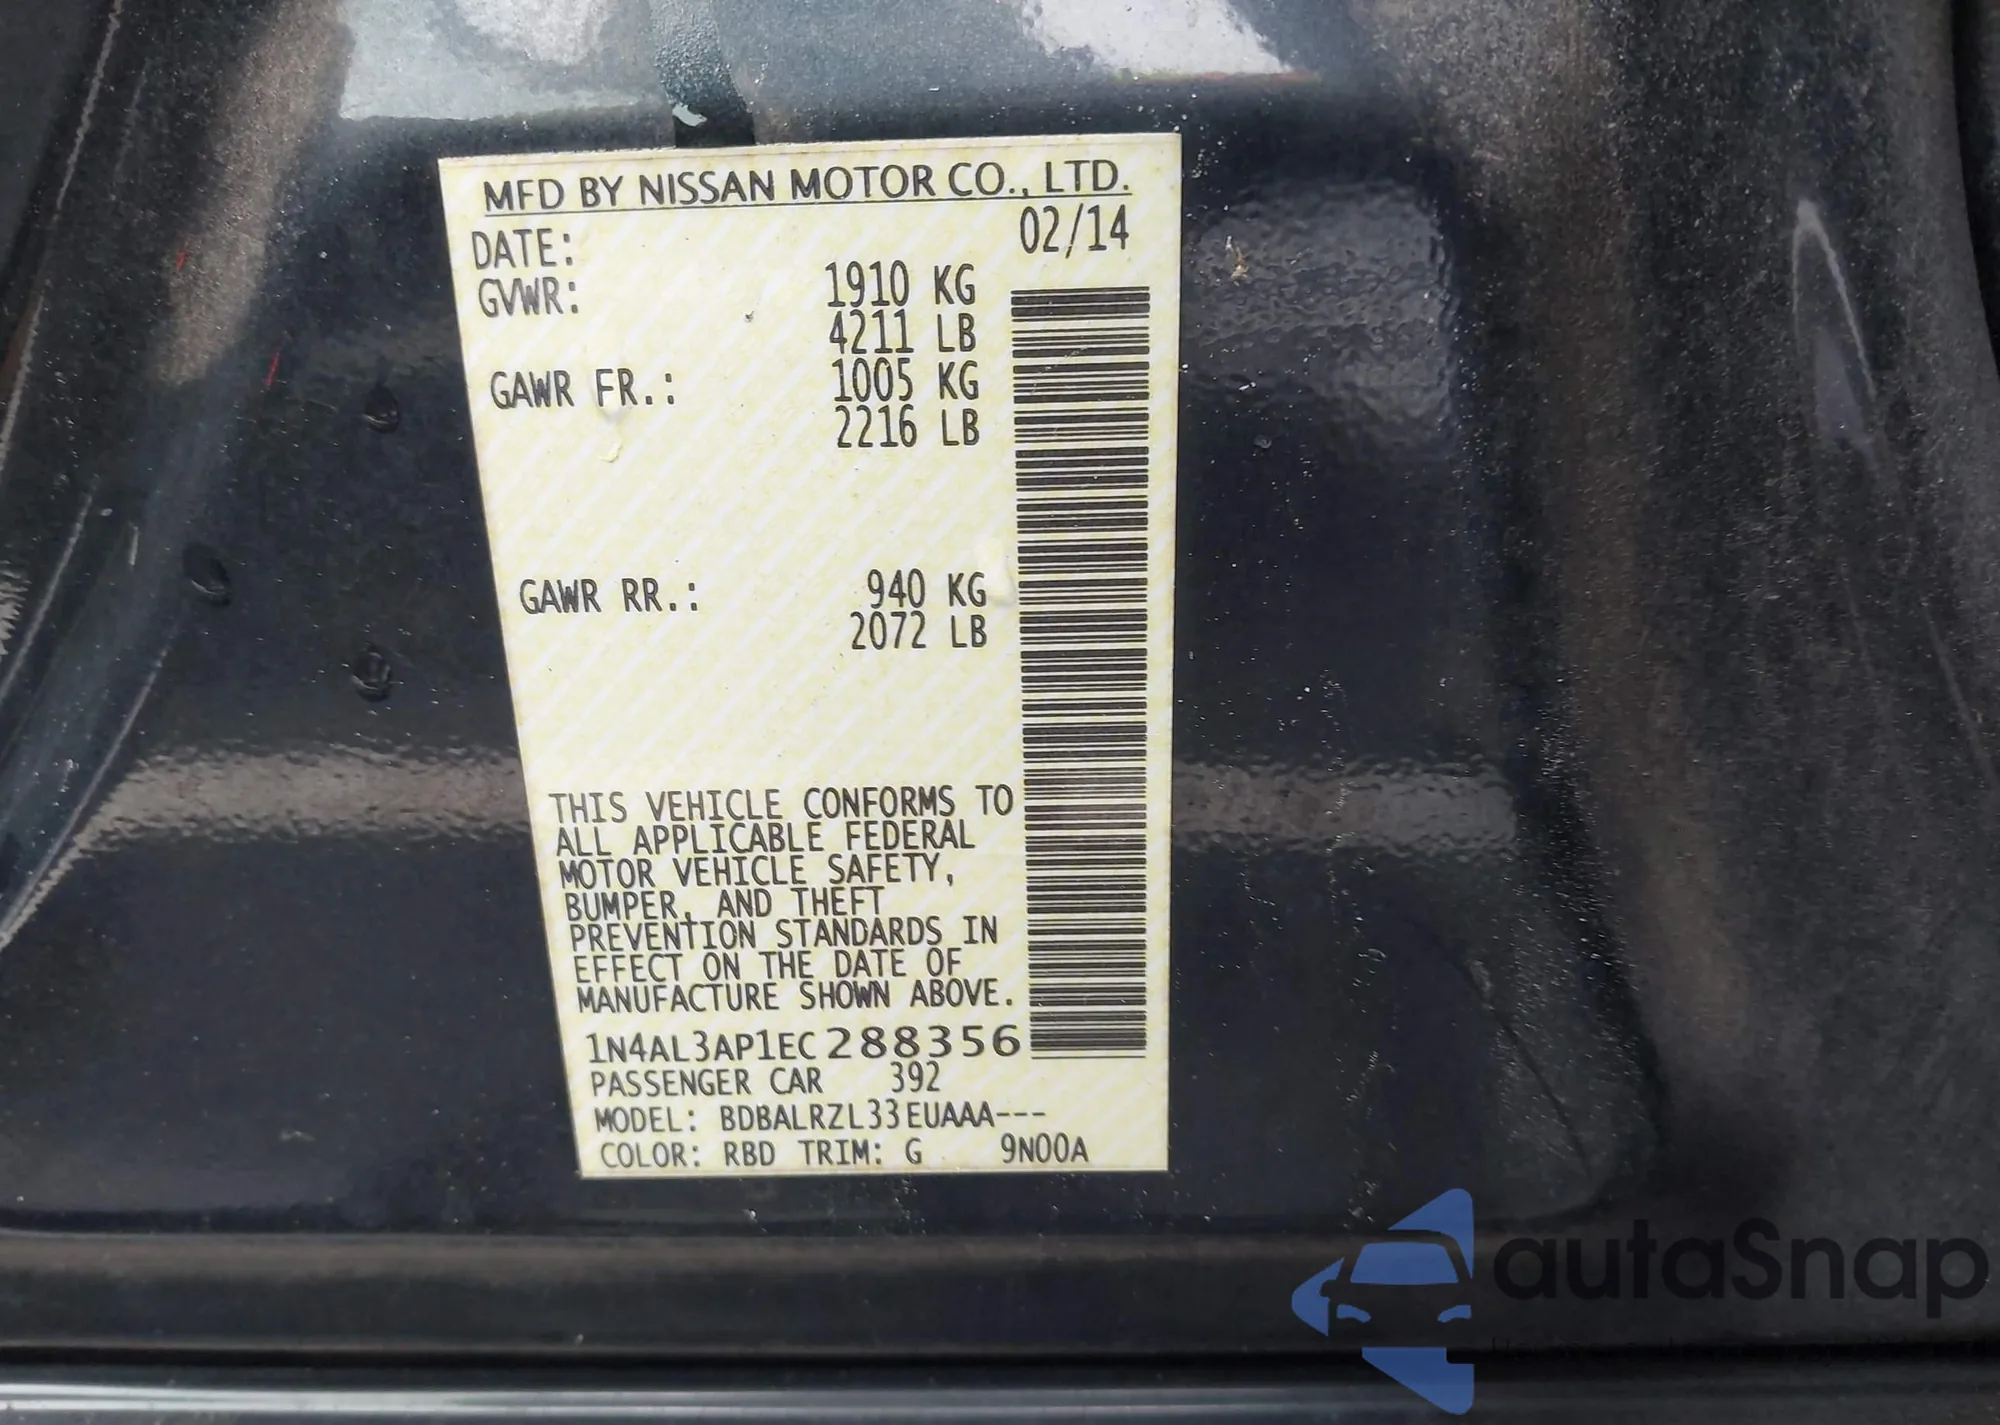 MFD BY NISSAN MOTOR CO., LTD.
DATE: 02/14
GVWR: 1910 KG
4211 LB
GAWR FR.: 1005 KG
2216 LB
GAWR RR.: 940 KG
2072 LB
THIS VEHICLE CONFORMS TO
ALL APPLICABLE FEDERAL
MOTOR VEHICLE SAFETY,
BUMPER, AND THEFT
PREVENTION STANDARDS IN
EFFECT ON THE DATE OF
MANUFACTURE SHOWN ABOVE.
1N4AL3AP1EC288356
PASSENGER CAR 392
MODEL: BDBALRZL33EUAAA---
COLOR: RBD TRIM: G 9N00A
autaSnap